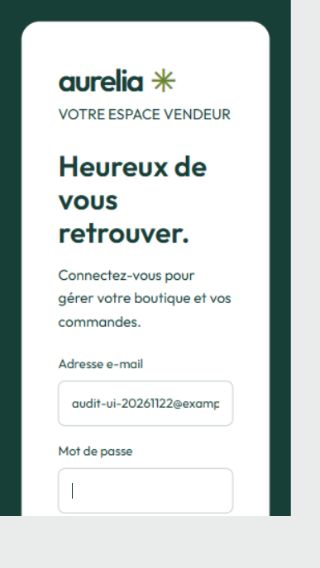 aurelia
VOTRE ESPACE VENDEUR
Heureux de
vous
retrouver.
Connectez-vous pour
gérer votre boutique et vos
commandes.
Adresse e-mail
audit-ui-20261122@examp
Mot de passe